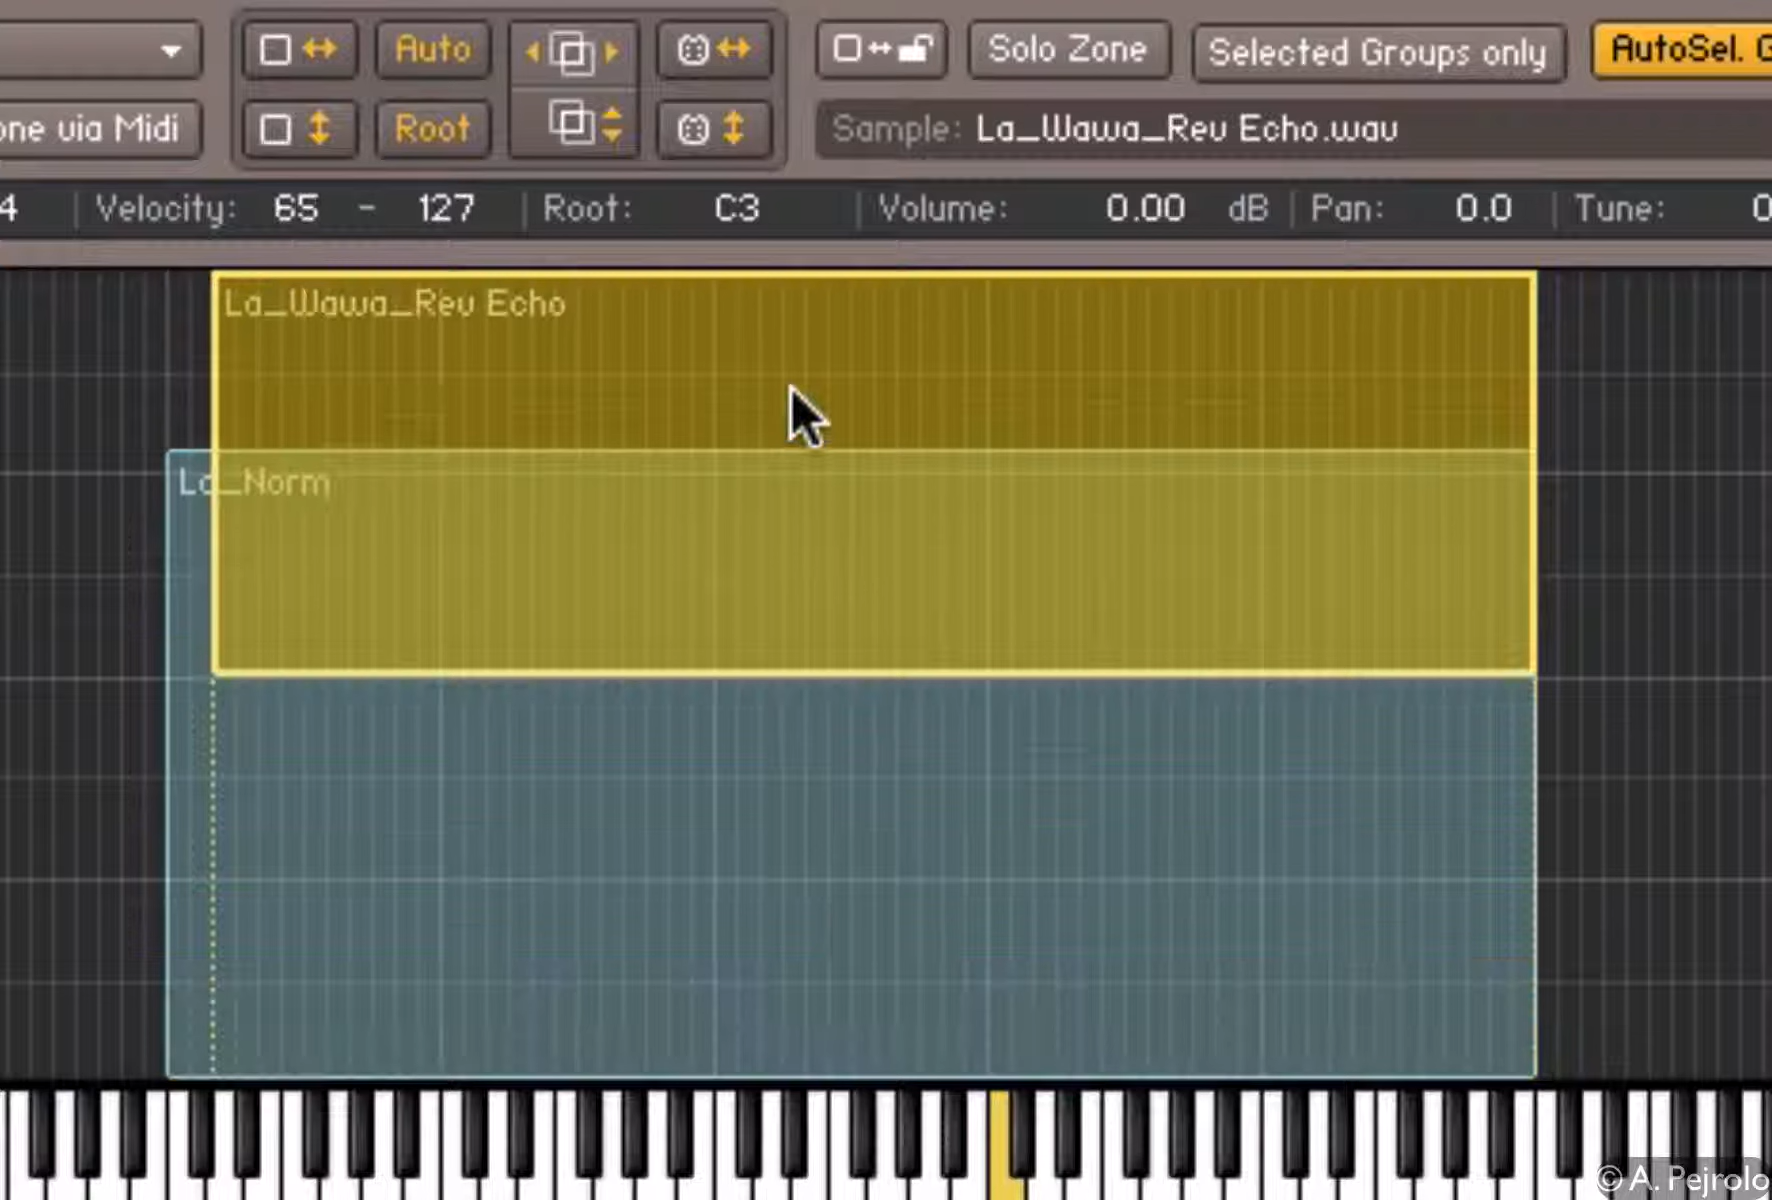 Auto
Solo Zone
Selected Groups only
AutoSel. G
one via Midi
Root
Sample: La_Wawa_Rev Echo.wav
4 Velocity: 65 - 127 Root: C3 Volume: 0.00 dB Pan: 0.0 Tune: 0
La_Wawa_Rev Echo
La_Norm
© A. Pejrolo